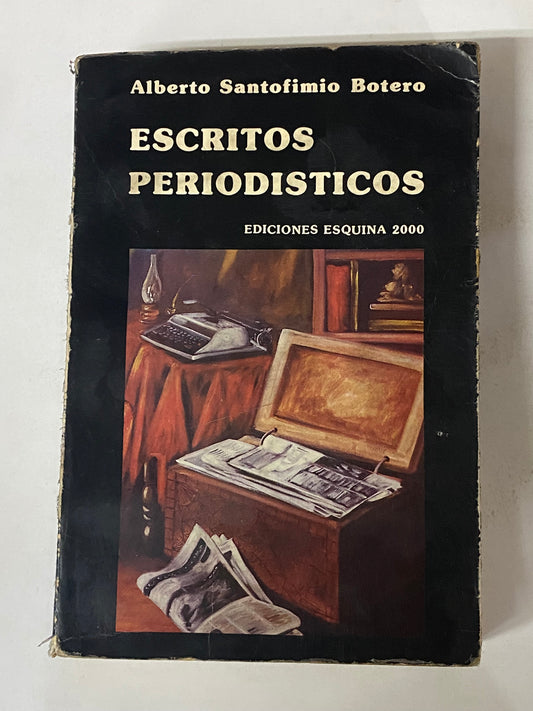 Alberto Santofimio Botero
ESCRITOS
PERIODISTICOS
EDICIONES ESQUINA 2000